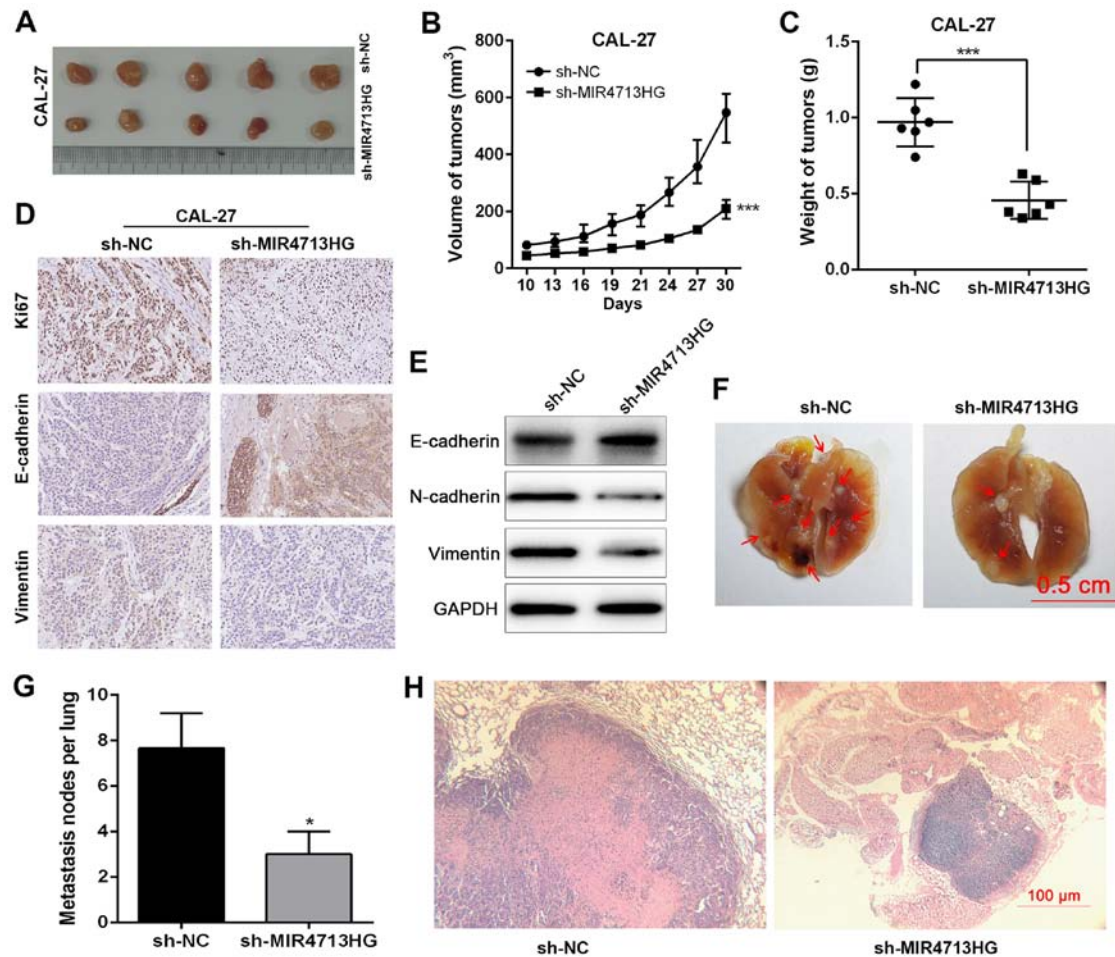 A
CAL-27
sh-NC
sh-MIR4713HG
B
CAL-27
sh-NC
sh-MIR4713HG
Volume of tumors (mm³)
800
600
400
200
0
***
10 13 16 19 21 24 27 30
Days
C
CAL-27
***
Weight of tumors (g)
1.5
1.0
0.5
0.0
sh-NC sh-MIR4713HG
D
CAL-27
sh-NC sh-MIR4713HG
Ki67
E-cadherin
Vimentin
E
sh-NC
sh-MIR4713HG
E-cadherin
N-cadherin
Vimentin
GAPDH
F
sh-NC sh-MIR4713HG
0.5 cm
G
Metastasis nodes per lung
10
8
6
4
2
0
*
sh-NC sh-MIR4713HG
H
100 µm
sh-NC sh-MIR4713HG